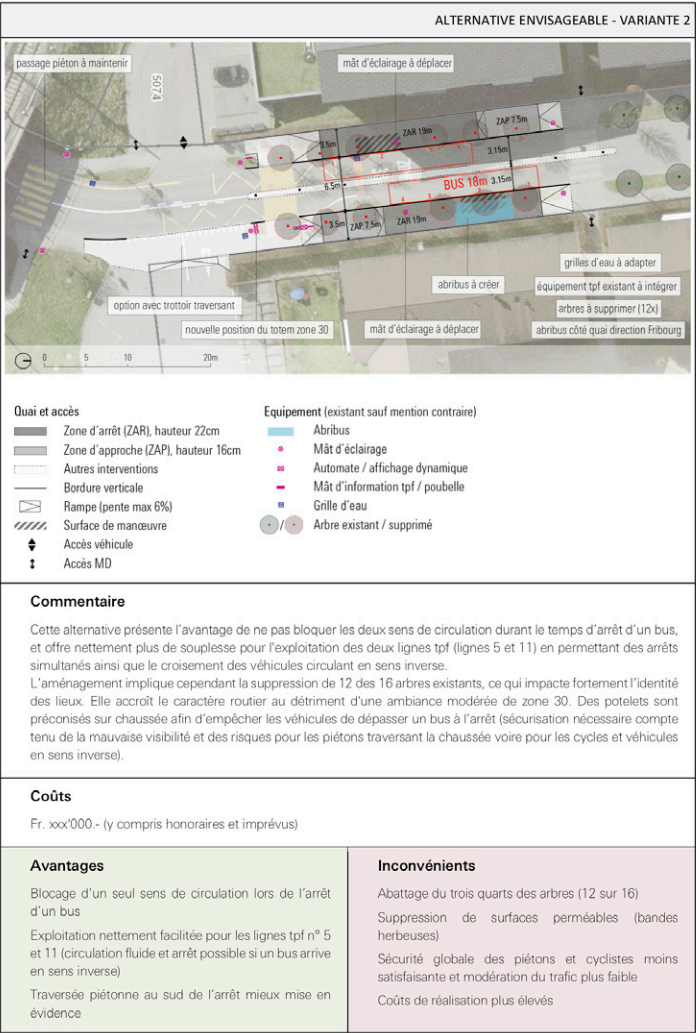 ALTERNATIVE ENVISAGEABLE - VARIANTE 2
passage piéton à maintenir
mât d'éclairage à déplacer
5074
3.5m
ZAR 19m
ZAP 7.5m
3.15m
6.5m
BUS 18m
3.15m
3.5m
ZAP 7.5m
ZAR 19m
grilles d'eau à adapter
abribus à créer
équipement tpf existant à intégrer
option avec trottoir traversant
arbres à supprimer (12x)
nouvelle position du totem zone 30
mât d'éclairage à déplacer
abribus côté quai direction Fribourg
0 5 10 20m
Quai et accès
Zone d'arrêt (ZAR), hauteur 22cm
Zone d'approche (ZAP), hauteur 16cm
Autres interventions
Bordure verticale
Rampe (pente max 6%)
Surface de manœuvre
Accès véhicule
Accès MD
Equipement (existant sauf mention contraire)
Abribus
Mât d'éclairage
Automate / affichage dynamique
Mât d'information tpf / poubelle
Grille d'eau
Arbre existant / supprimé
Commentaire
Cette alternative présente l'avantage de ne pas bloquer les deux sens de circulation durant le temps d'arrêt d'un bus,
et offre nettement plus de souplesse pour l'exploitation des deux lignes tpf (lignes 5 et 11) en permettant des arrêts
simultanés ainsi que le croisement des véhicules circulant en sens inverse.
L'aménagement implique cependant la suppression de 12 des 16 arbres existants, ce qui impacte fortement l'identité
des lieux. Elle accroît le caractère routier au détriment d'une ambiance modérée de zone 30. Des potelets sont
préconisés sur chaussée afin d'empêcher les véhicules de dépasser un bus à l'arrêt (sécurisation nécessaire compte
tenu de la mauvaise visibilité et des risques pour les piétons traversant la chaussée voire pour les cycles et véhicules
en sens inverse).
Coûts
Fr. xxx'000.- (y compris honoraires et imprévus)
Avantages
Blocage d'un seul sens de circulation lors de l'arrêt
d'un bus
Exploitation nettement facilitée pour les lignes tpf n° 5
et 11 (circulation fluide et arrêt possible si un bus arrive
en sens inverse)
Traversée piétonne au sud de l'arrêt mieux mise en
évidence
Inconvénients
Abattage du trois quarts des arbres (12 sur 16)
Suppression de surfaces perméables (bandes
herbeuses)
Sécurité globale des piétons et cyclistes moins
satisfaisante et modération du trafic plus faible
Coûts de réalisation plus élevés